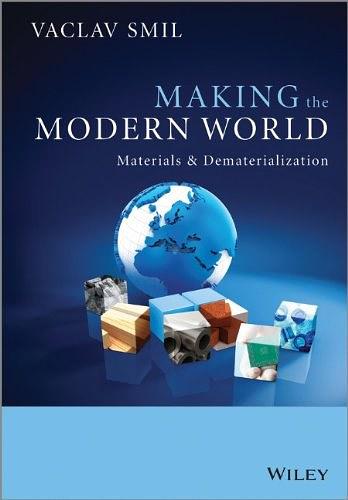 VACLAV SMIL
MAKING the
MODERN WORLD
Materials & Dematerialization
WILEY